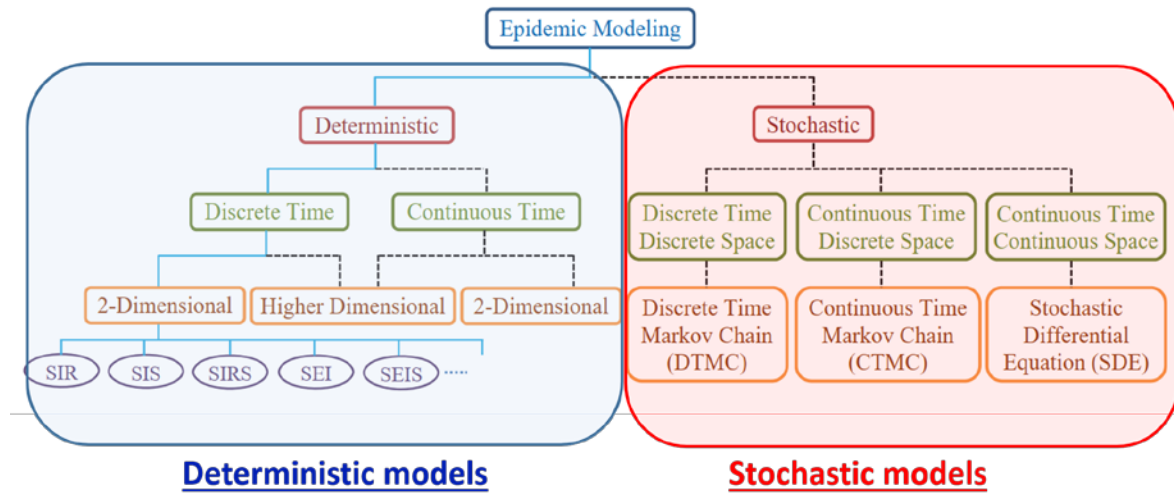 Epidemic Modeling
Deterministic
Stochastic
Discrete Time
Continuous Time
Discrete Time
Discrete Space
Continuous Time
Discrete Space
Continuous Time
Continuous Space
2-Dimensional
Higher Dimensional
2-Dimensional
Discrete Time
Markov Chain
(DTMC)
Continuous Time
Markov Chain
(CTMC)
Stochastic
Differential
Equation (SDE)
SIR
SIS
SIRS
SEI
SEIS
.....
Deterministic models
Stochastic models